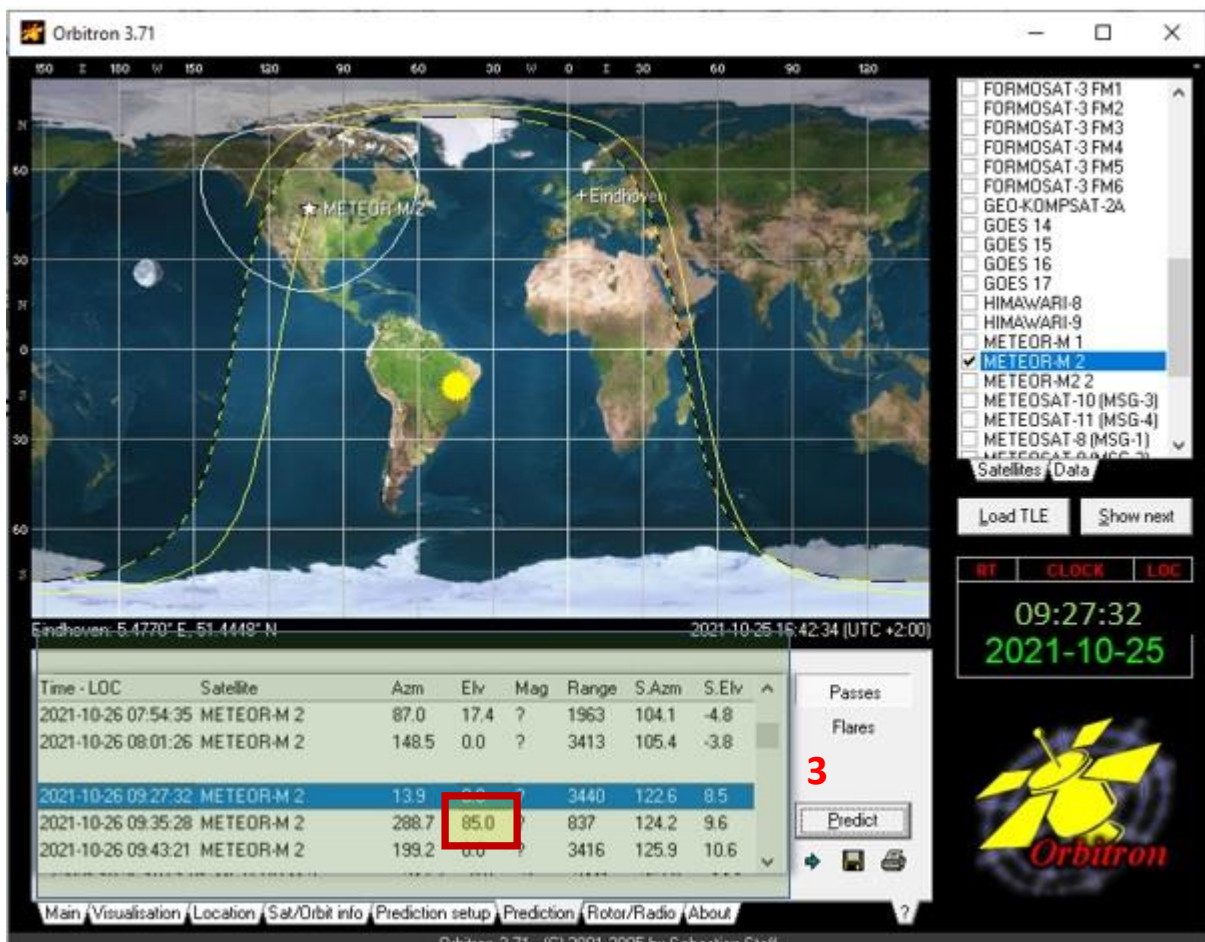 Orbitron 3.71
150 E 180 W 150 120 90 60 30 W 0 E 30 60 90 120
N
60
30
N
0
S
30
60
S
METEOR-M 2
Eindhoven
FORMOSAT-3 FM1
FORMOSAT-3 FM2
FORMOSAT-3 FM3
FORMOSAT-3 FM4
FORMOSAT-3 FM5
FORMOSAT-3 FM6
GEO-KOMPSAT-2A
GOES 14
GOES 15
GOES 16
GOES 17
HIMAWARI-8
HIMAWARI-9
METEOR-M 1
METEOR-M 2
METEOR-M2 2
METEOSAT-10 (MSG-3)
METEOSAT-11 (MSG-4)
METEOSAT-8 (MSG-1)
Satellites Data
Load TLE Show next
RT CLOCK LOC
09:27:32
2021-10-25
Orbitron
Eindhoven: 5.4770° E, 51.4448° N 2021-10-25 16:42:34 (UTC +2:00)
Time - LOC Satellite Azm Elv Mag Range S.Azm S.Elv
2021-10-26 07:54:35 METEOR-M 2 87.0 17.4 ? 1963 104.1 -4.8
2021-10-26 08:01:26 METEOR-M 2 148.5 0.0 ? 3413 105.4 -3.8
2021-10-26 09:27:32 METEOR-M 2 13.9 0.0 ? 3440 122.6 8.5
2021-10-26 09:35:28 METEOR-M 2 288.7 85.0 ? 837 124.2 9.6
2021-10-26 09:43:21 METEOR-M 2 199.2 0.0 ? 3416 125.9 10.6
Passes
Flares
3
Predict
Main Visualisation Location Sat/Orbit info Prediction setup Prediction Rotor/Radio About ?